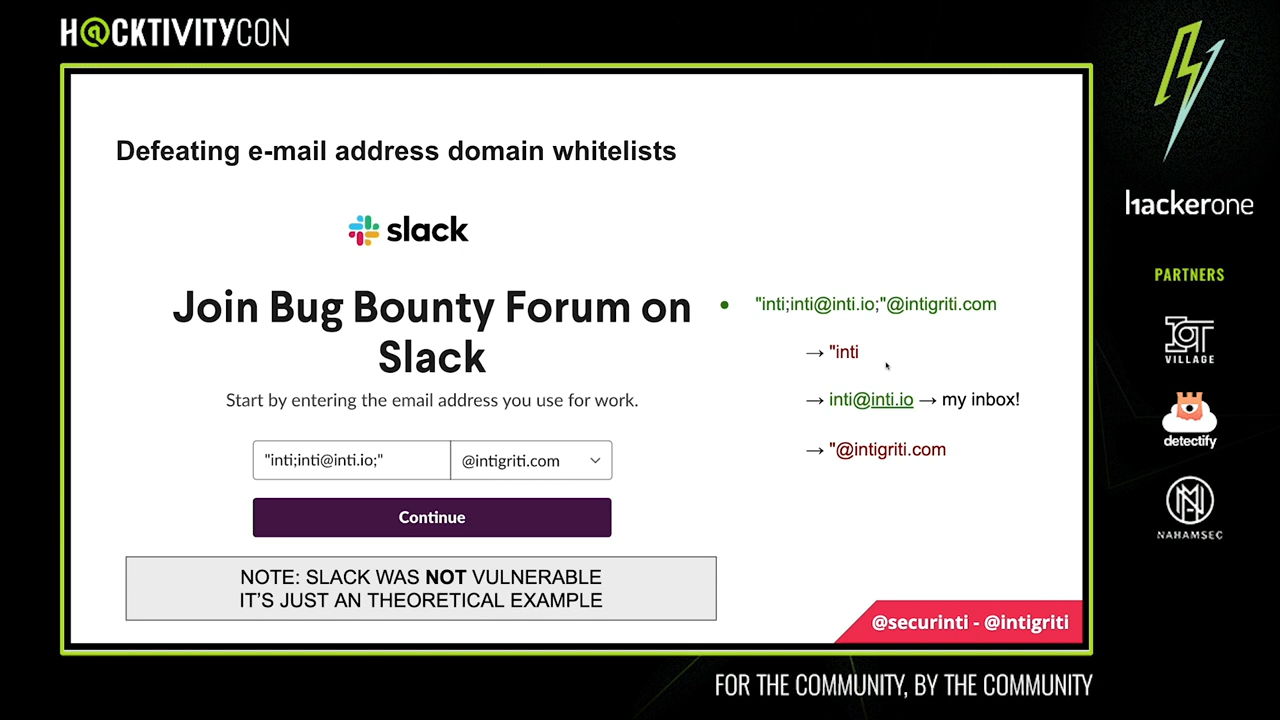 H@CKTIVITYCON
Defeating e-mail address domain whitelists
slack
Join Bug Bounty Forum on
Slack
Start by entering the email address you use for work.
"inti;inti@inti.io;"
@intigriti.com
Continue
NOTE: SLACK WAS NOT VULNERABLE
IT'S JUST AN THEORETICAL EXAMPLE
• "inti;inti@inti.io;"@intigriti.com
→ "inti
→ inti@inti.io → my inbox!
→ "@intigriti.com
@securinti - @intigriti
hackerone
PARTNERS
IOT
VILLAGE
detectify
NAHAMSEC
FOR THE COMMUNITY, BY THE COMMUNITY